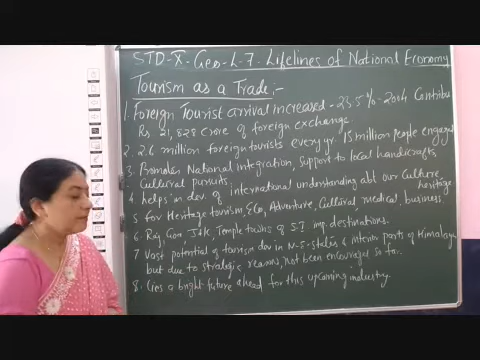 STD-X-Geo-L-7. Lifelines of National Economy
Tourism as a Trade;-
1. Foreign Tourist arrival increased - 23.5%- 2004 Contribu
Rs 21,828 crore of foreign exchange.
2. 2.6 million foreign tourists every yr. 15 million people engaged
3. Promotes National integration, support to local handicrafts,
- Cultural pursuits
4 helps in dev. of international understanding abt our Culture heritage
5 for Heritage tourism, Eco, Adventure, Cultural, medical, business,
6. Raj, Goa J&K, Temple towns of S.I imp destinations.
7 Vast potential of tourism dev in N-E-States & interior parts of Himalaya
but due to strategic reasons, not been encouraged so far.
8. Lies a bright future ahead for this upcoming industry.